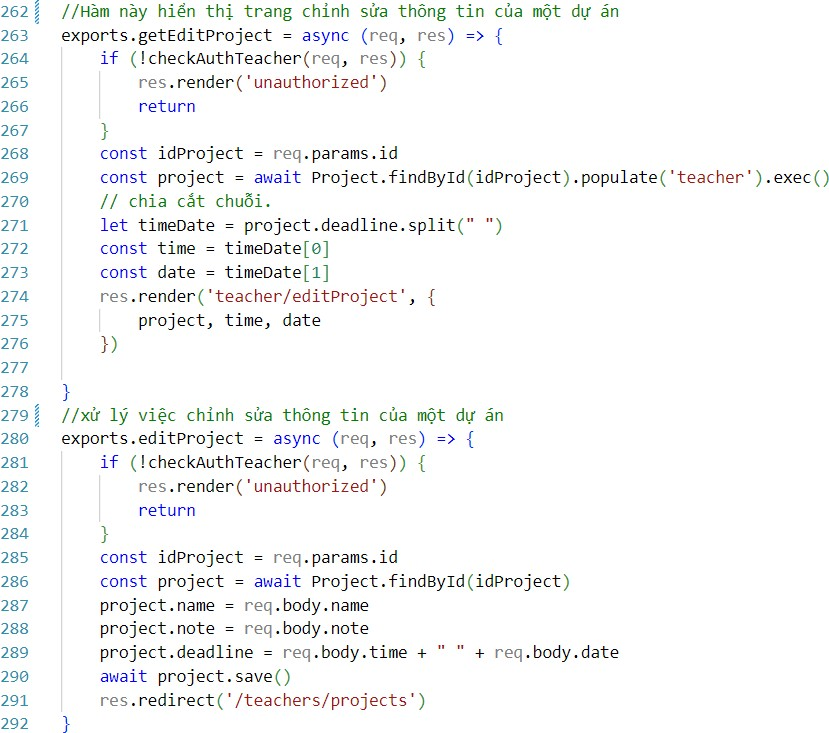 262 //Hàm này hiển thị trang chỉnh sửa thông tin của một dự án
263 exports.getEditProject = async (req, res) => {
264     if (!checkAuthTeacher(req, res)) {
265         res.render('unauthorized')
266         return
267     }
268     const idProject = req.params.id
269     const project = await Project.findById(idProject).populate('teacher').exec()
270     // chia cắt chuỗi.
271     let timeDate = project.deadline.split(" ")
272     const time = timeDate[0]
273     const date = timeDate[1]
274     res.render('teacher/editProject', {
275         project, time, date
276     })
277
278 }
279 //xử lý việc chỉnh sửa thông tin của một dự án
280 exports.editProject = async (req, res) => {
281     if (!checkAuthTeacher(req, res)) {
282         res.render('unauthorized')
283         return
284     }
285     const idProject = req.params.id
286     const project = await Project.findById(idProject)
287     project.name = req.body.name
288     project.note = req.body.note
289     project.deadline = req.body.time + " " + req.body.date
290     await project.save()
291     res.redirect('/teachers/projects')
292 }